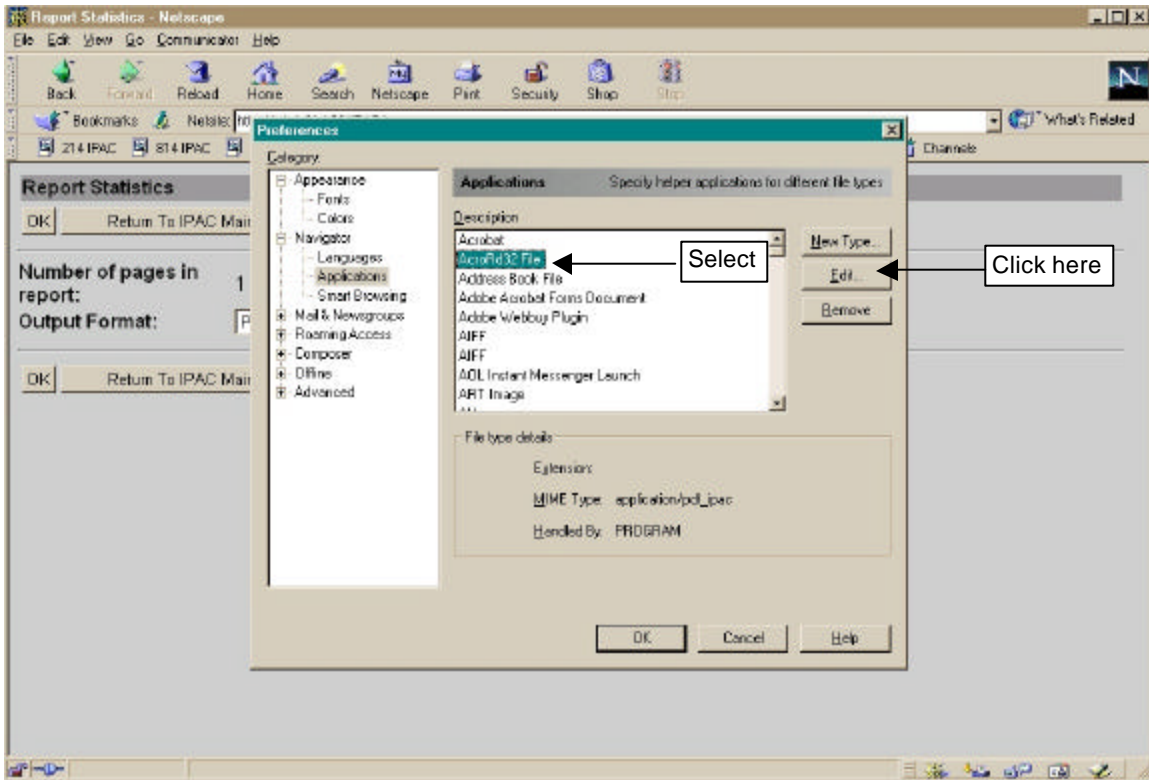 Report Statistics - Netscape
File Edit View Go Communicator Help
Back Forward Reload Home Search Netscape Print Security Shop Stop
N
Bookmarks Netsite: What's Related
214 IPAC 814 IPAC Channels
Report Statistics
OK Return To IPAC Main
Number of pages in report: 1
Output Format: P
OK Return To IPAC Main
Preferences
Category:
Appearance
Fonts
Colors
Navigator
Languages
Applications
Smart Browsing
Mail & Newsgroups
Roaming Access
Composer
Offline
Advanced
Applications Specify helper applications for different file types
Description
Acrobat
AcroRd32 File
Address Book File
Adobe Acrobat Forms Document
Adobe Webbuy Plugin
AIFF
AIFF
AOL Instant Messenger Launch
ART Image
Select
New Type...
Edit...
Remove
Click here
File type details
Extension:
MIME Type: application/pdf_ipac
Handled By: PROGRAM
OK Cancel Help